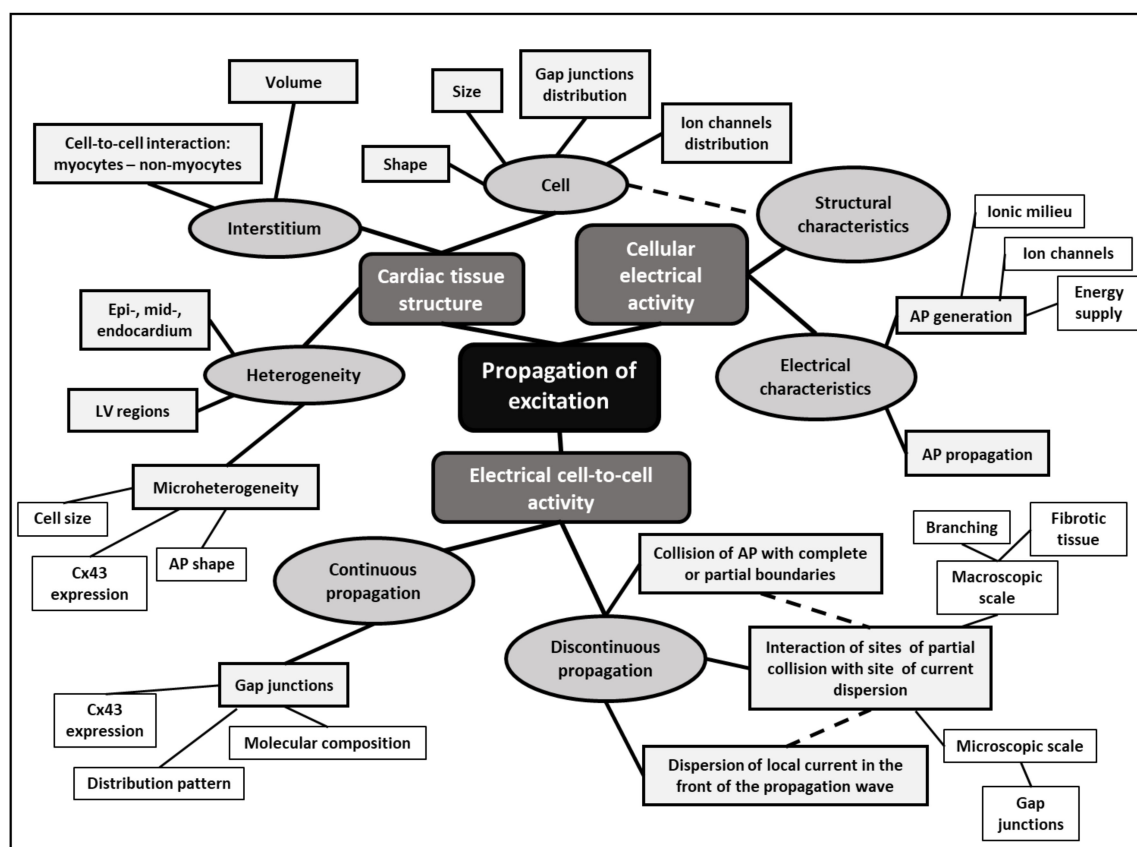 Volume
Cell-to-cell interaction:
myocytes – non-myocytes
Interstitium
Size
Gap junctions
distribution
Ion channels
distribution
Shape
Cell
Structural
characteristics
Cardiac tissue
structure
Cellular
electrical
activity
Ionic milieu
Ion channels
Energy
supply
AP generation
Epi-, mid-,
endocardium
Heterogeneity
LV regions
Propagation of
excitation
Electrical
characteristics
AP propagation
Microheterogeneity
Cell size
Cx43
expression
AP shape
Electrical cell-to-cell
activity
Continuous
propagation
Gap junctions
Cx43
expression
Molecular composition
Distribution pattern
Discontinuous
propagation
Collision of AP with complete
or partial boundaries
Branching
Fibrotic
tissue
Macroscopic
scale
Interaction of sites of partial
collision with site of current
dispersion
Dispersion of local current in the
front of the propagation wave
Microscopic scale
Gap
junctions